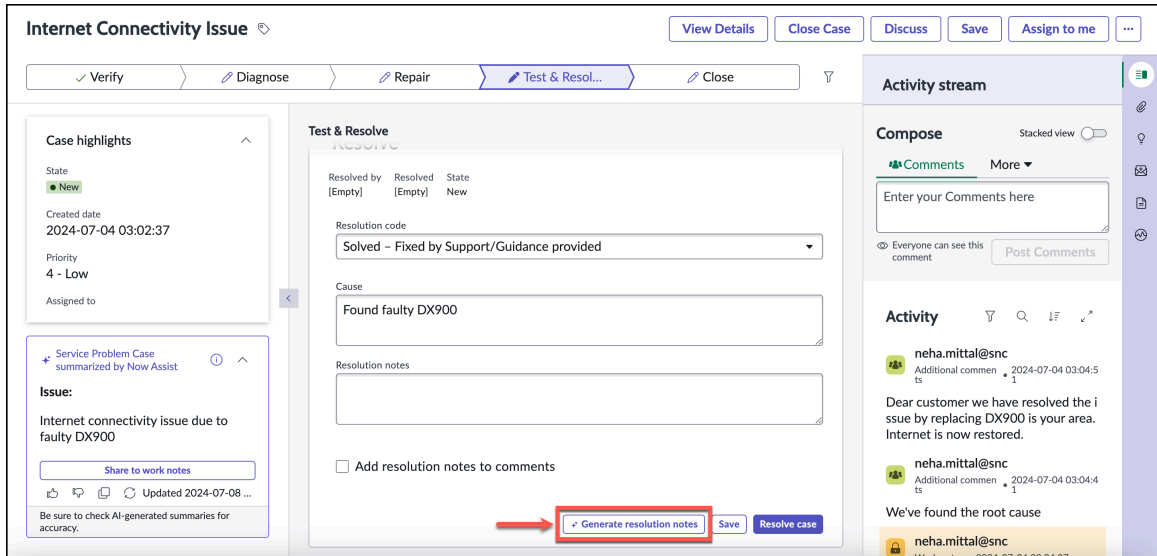 Internet Connectivity Issue
View Details
Close Case
Discuss
Save
Assign to me
Verify
Diagnose
Repair
Test & Resol...
Close
Case highlights
State
New
Created date
2024-07-04 03:02:37
Priority
4 - Low
Assigned to
Service Problem Case
summarized by Now Assist
Issue:
Internet connectivity issue due to
faulty DX900
Share to work notes
Updated 2024-07-08 ...
Be sure to check AI-generated summaries for
accuracy.
Test & Resolve
Resolve
Resolved by Resolved State
[Empty] [Empty] New
Resolution code
Solved – Fixed by Support/Guidance provided
Cause
Found faulty DX900
Resolution notes
Add resolution notes to comments
Generate resolution notes
Save
Resolve case
Activity stream
Compose
Stacked view
Comments
More
Enter your Comments here
Everyone can see this
comment
Post Comments
Activity
neha.mittal@snc
Additional commen • 2024-07-04 03:04:5
ts 1
Dear customer we have resolved the i
ssue by replacing DX900 is your area.
Internet is now restored.
neha.mittal@snc
Additional commen • 2024-07-04 03:04:4
ts 1
We've found the root cause
neha.mittal@snc